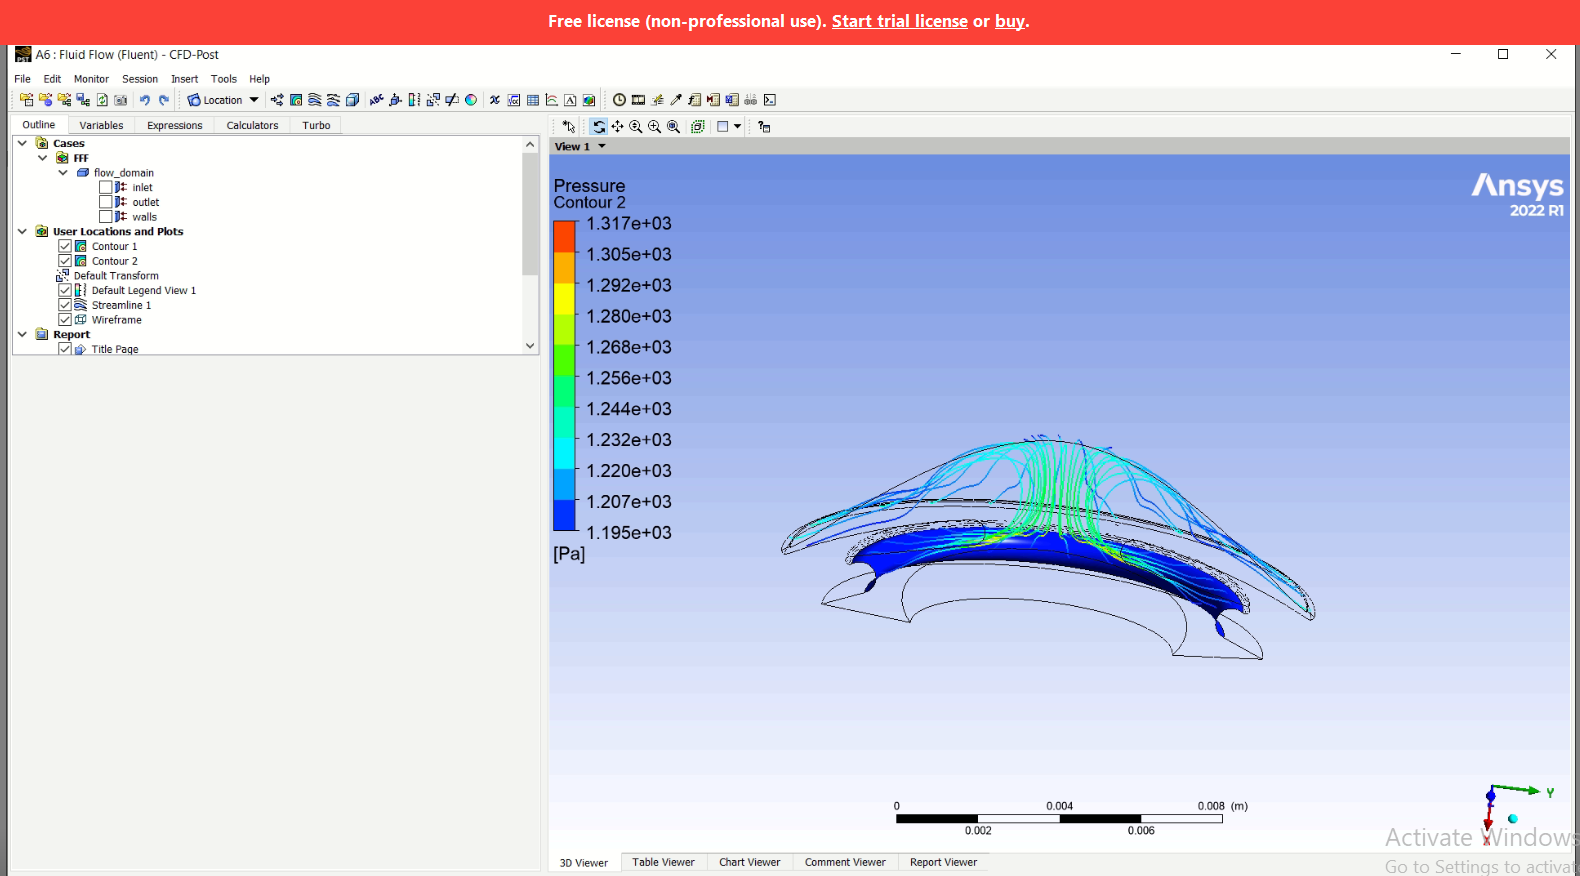 Free license (non-professional use). Start trial license or buy.
A6 : Fluid Flow (Fluent) - CFD-Post
File Edit Monitor Session Insert Tools Help
Location
Outline Variables Expressions Calculators Turbo
Cases
FFF
flow_domain
inlet
outlet
walls
User Locations and Plots
Contour 1
Contour 2
Default Transform
Default Legend View 1
Streamline 1
Wireframe
Report
Title Page
View 1
Pressure
Contour 2
1.317e+03
1.305e+03
1.292e+03
1.280e+03
1.268e+03
1.256e+03
1.244e+03
1.232e+03
1.220e+03
1.207e+03
1.195e+03
[Pa]
Ansys
2022 R1
0 0.004 0.008 (m)
0.002 0.006
Y
X
Activate Windows
Go to Settings to activat
3D Viewer Table Viewer Chart Viewer Comment Viewer Report Viewer